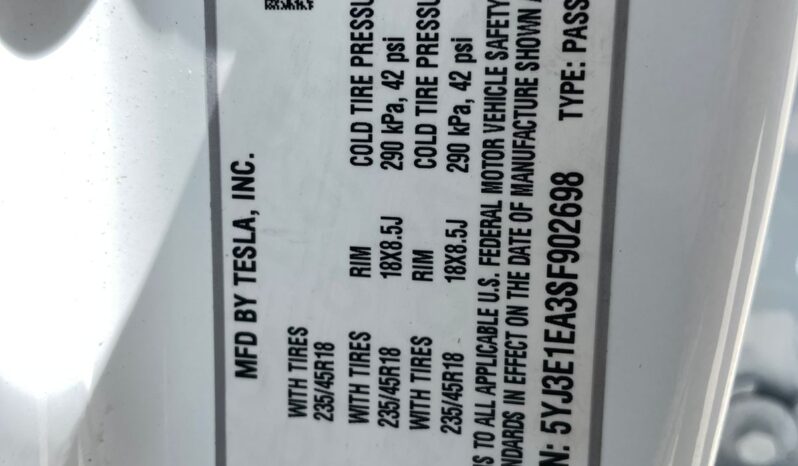 MFD BY TESLA, INC.
WITH TIRES
235/45R18
WITH TIRES RIM COLD TIRE PRESSU
235/45R18 18X8.5J 290 kPa, 42 psi
WITH TIRES RIM COLD TIRE PRESSU
235/45R18 18X8.5J 290 kPa, 42 psi
S TO ALL APPLICABLE U.S. FEDERAL MOTOR VEHICLE SAFETY
NDARDS IN EFFECT ON THE DATE OF MANUFACTURE SHOWN A
N: 5YJ3E1EA3SF902698 TYPE: PASS